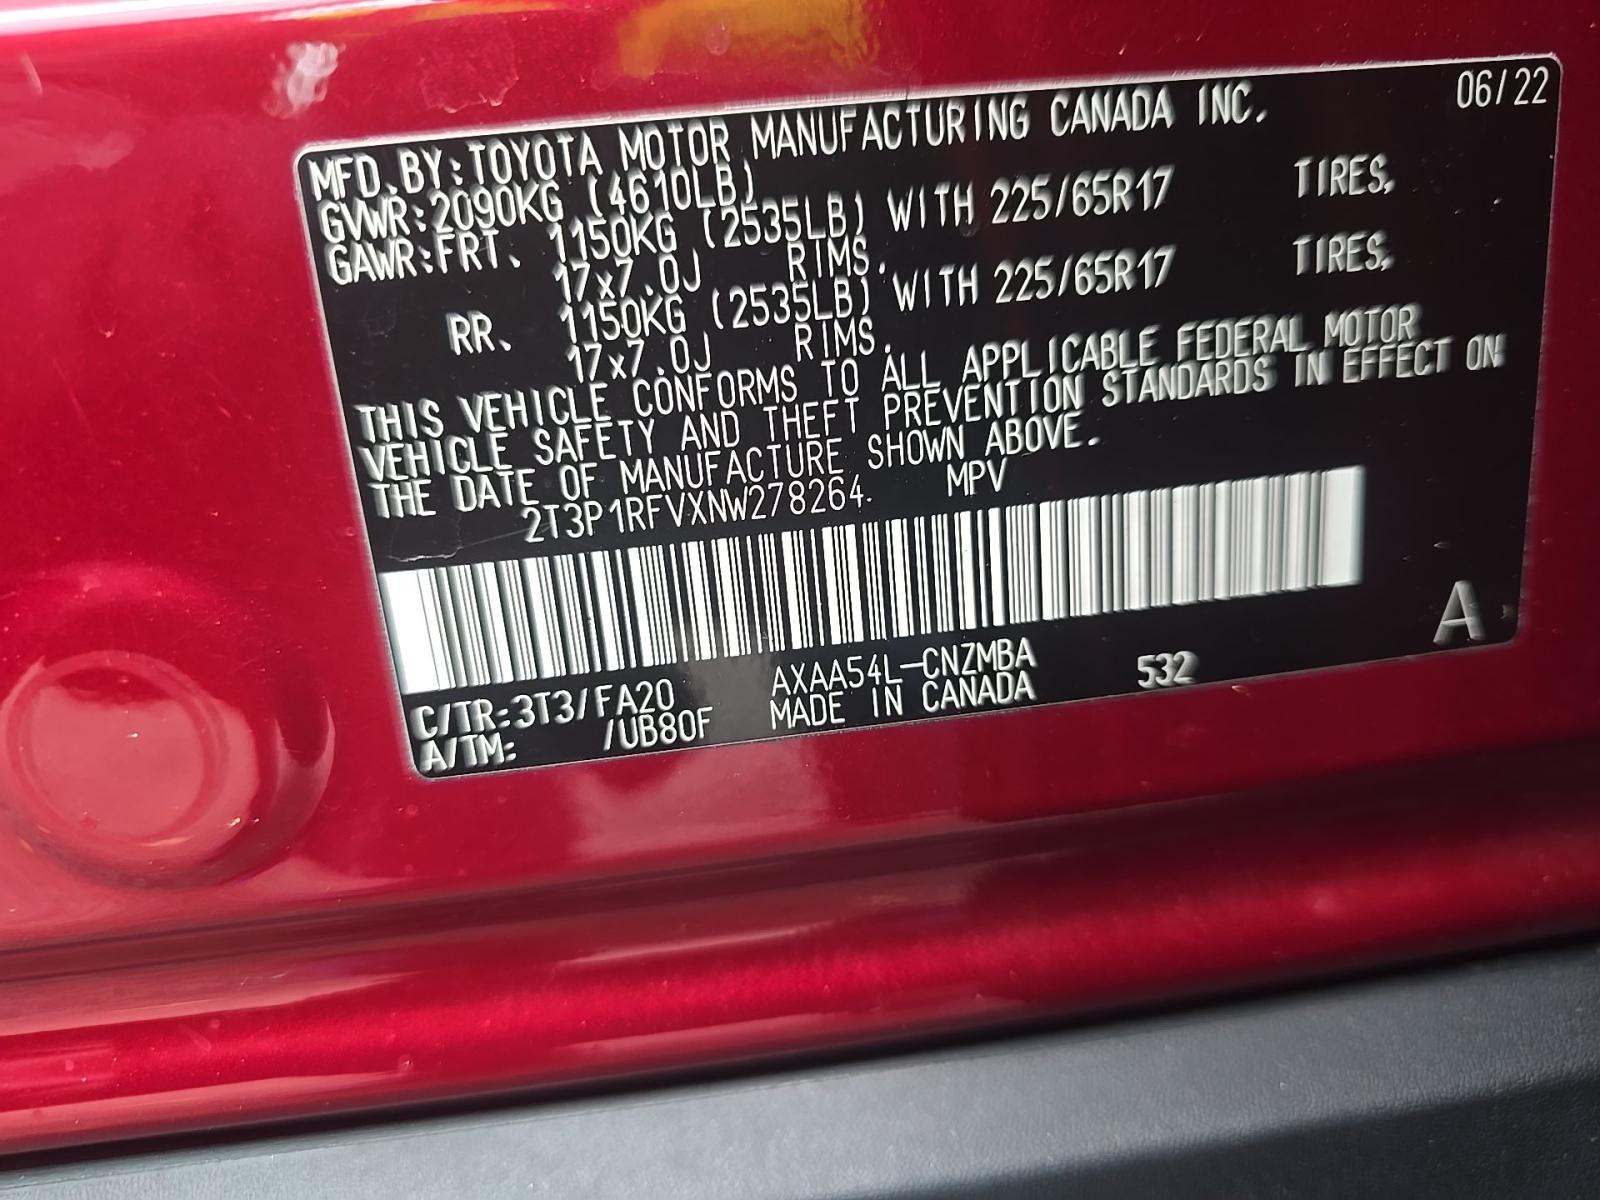 06/22
MFD.BY:TOYOTA MOTOR MANUFACTURING CANADA INC.
GVWR:2090KG (4610LB)
GAWR:FRT. 1150KG (2535LB) WITH 225/65R17 TIRES,
17x7.0J RIMS.
RR. 1150KG (2535LB) WITH 225/65R17 TIRES,
17x7.0J RIMS.
THIS VEHICLE CONFORMS TO ALL APPLICABLE FEDERAL MOTOR
VEHICLE SAFETY AND THEFT PREVENTION STANDARDS IN EFFECT ON
THE DATE OF MANUFACTURE SHOWN ABOVE.
2T3P1RFVXNW278264. MPV
A
C/TR:3T3/FA20 AXAA54L-CNZMBA 532
A/TM: /UB80F MADE IN CANADA